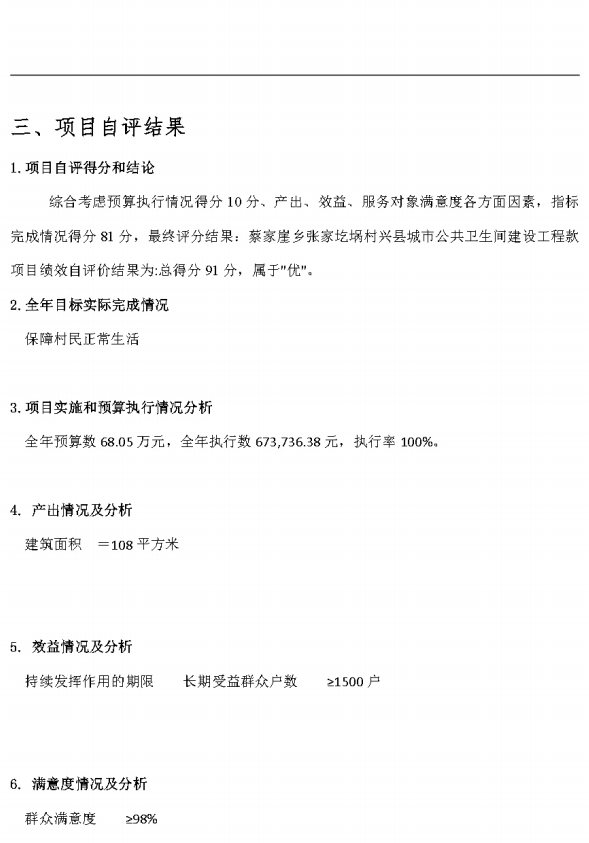 三、项目自评结果
1. 项目自评得分和结论
综合考虑预算执行情况得分 10 分、产出、效益、服务对象满意度各方面因素，指标
完成情况得分 81 分，最终评分结果：蔡家崖乡张家圪埚村兴县城市公共卫生间建设工程款
项目绩效自评价结果为:总得分 91 分，属于"优"。
2. 全年目标实际完成情况
保障村民正常生活
3. 项目实施和预算执行情况分析
全年预算数 68.05 万元，全年执行数 673,736.38 元，执行率 100%。
4. 产出情况及分析
建筑面积 ＝108 平方米
5. 效益情况及分析
持续发挥作用的期限 长期受益群众户数 ≥1500 户
6. 满意度情况及分析
群众满意度 ≥98%